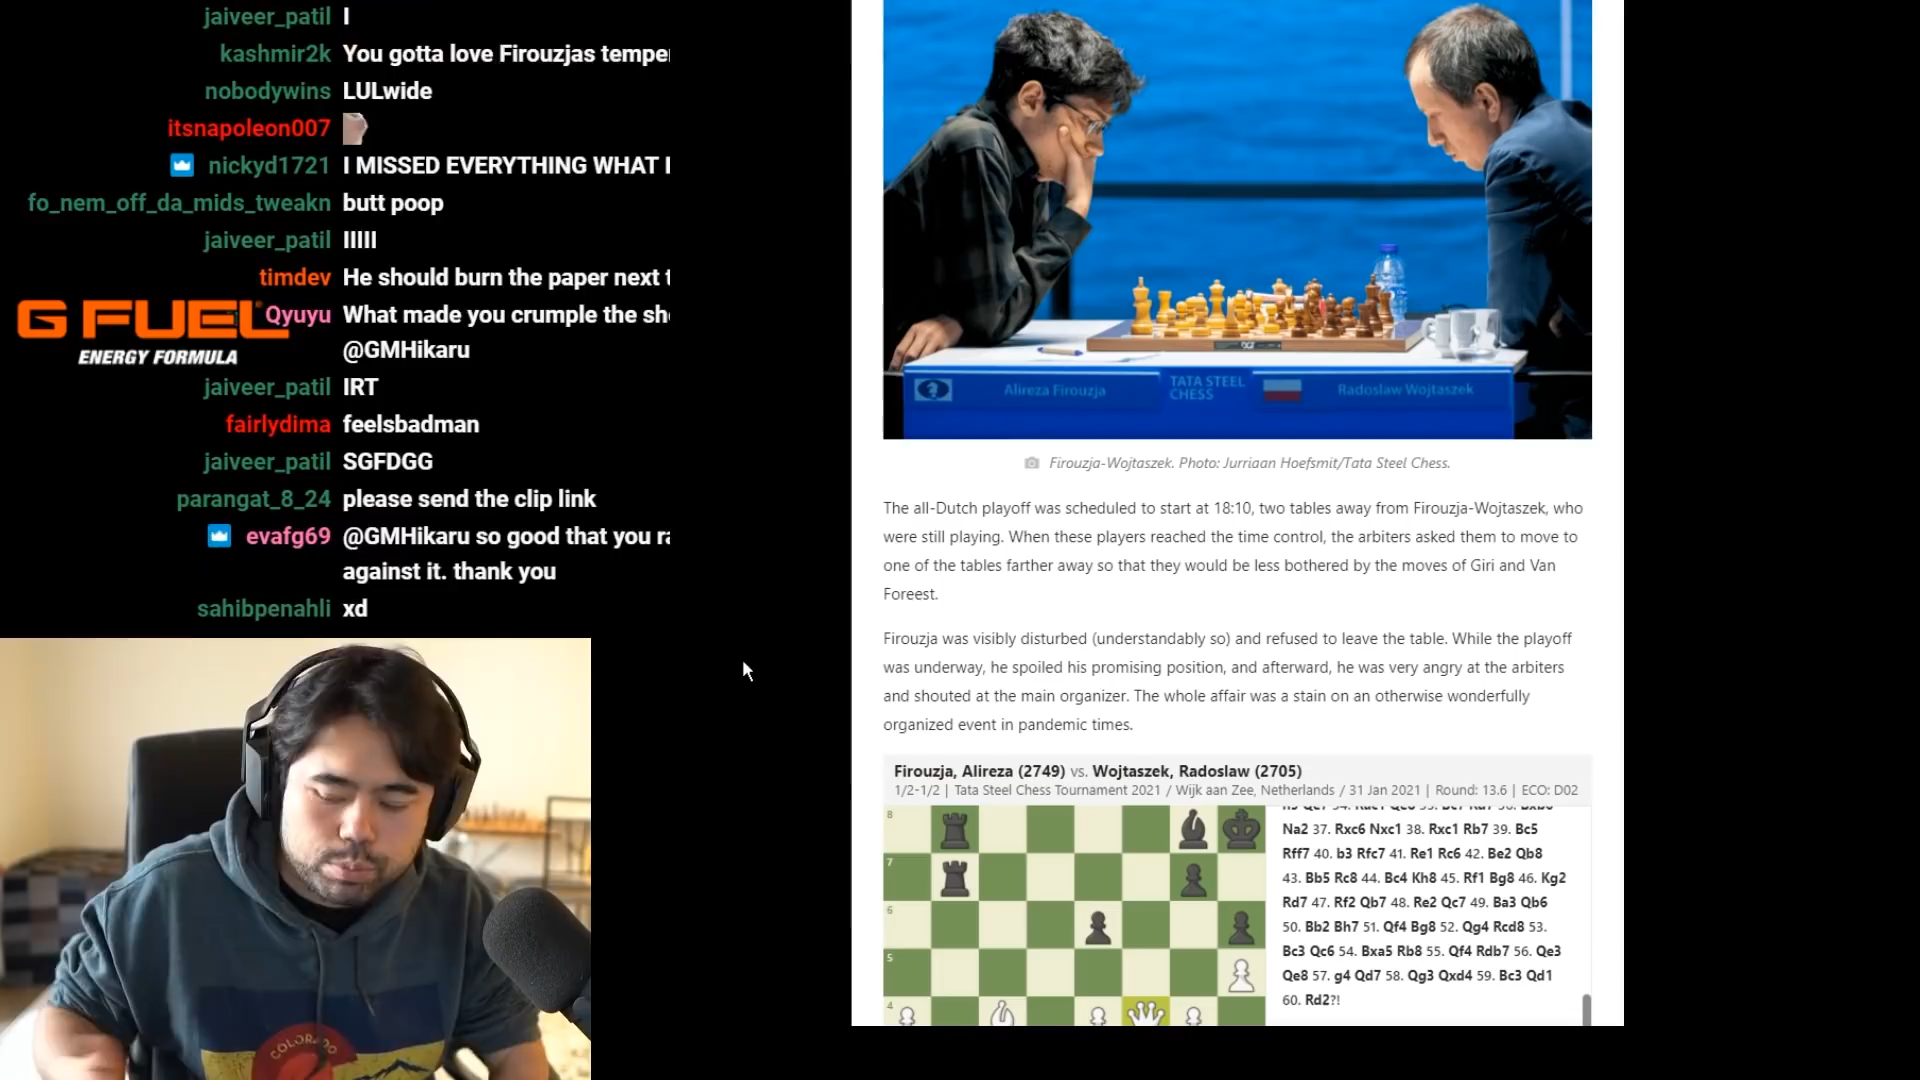 jaiveer_patil I
kashmir2k You gotta love Firouzjas tempe
nobodywins LULwide
itsnapoleon007
nickyd1721 I MISSED EVERYTHING WHAT
fo_nem_off_da_mids_tweakn butt poop
jaiveer_patil IIIII
timdev He should burn the paper next t
Qyuyu What made you crumple the sh
@GMHikaru
G FUEL
ENERGY FORMULA
jaiveer_patil IRT
fairlydima feelsbadman
jaiveer_patil SGFDGG
parangat_8_24 please send the clip link
evafg69 @GMHikaru so good that you ra
against it. thank you
sahibpenahli xd
COLORADO
Alireza Firouzja
TATA STEEL
CHESS
Radoslaw Wojtaszek
Firouzja-Wojtaszek. Photo: Jurriaan Hoefsmit/Tata Steel Chess.
The all-Dutch playoff was scheduled to start at 18:10, two tables away from Firouzja-Wojtaszek, who
were still playing. When these players reached the time control, the arbiters asked them to move to
one of the tables farther away so that they would be less bothered by the moves of Giri and Van
Foreest.
Firouzja was visibly disturbed (understandably so) and refused to leave the table. While the playoff
was underway, he spoiled his promising position, and afterward, he was very angry at the arbiters
and shouted at the main organizer. The whole affair was a stain on an otherwise wonderfully
organized event in pandemic times.
Firouzja, Alireza (2749) vs. Wojtaszek, Radoslaw (2705)
1/2-1/2 | Tata Steel Chess Tournament 2021 / Wijk aan Zee, Netherlands / 31 Jan 2021 | Round: 13.6 | ECO: D02
8
7
6
5
4
Na2 37. Rxc6 Nxc1 38. Rxc1 Rb7 39. Bc5
Rff7 40. b3 Rfc7 41. Re1 Rc6 42. Be2 Qb8
43. Bb5 Rc8 44. Bc4 Kh8 45. Rf1 Bg8 46. Kg2
Rd7 47. Rf2 Qb7 48. Re2 Qc7 49. Ba3 Qb6
50. Bb2 Bh7 51. Qf4 Bg8 52. Qg4 Rcd8 53.
Bc3 Qc6 54. Bxa5 Rb8 55. Qf4 Rdb7 56. Qe3
Qe8 57. g4 Qd7 58. Qg3 Qxd4 59. Bc3 Qd1
60. Rd2?!